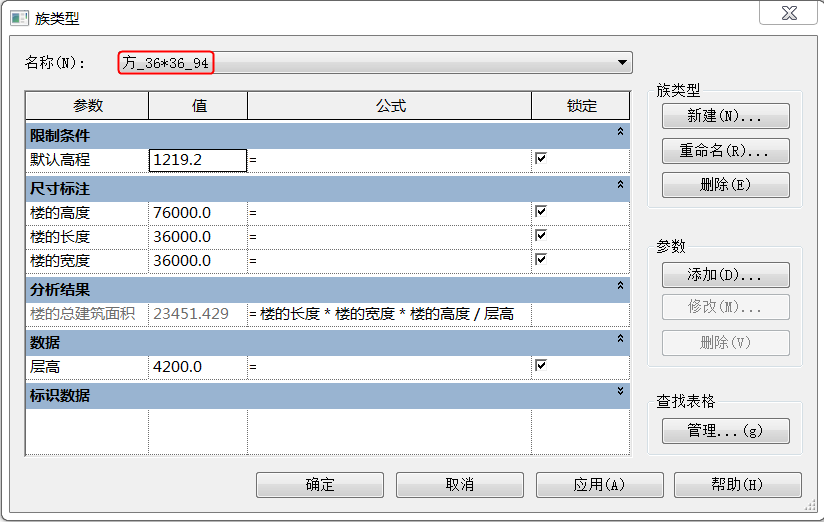 族类型
名称(N):
方_36*36_94
参数 值 公式 锁定
限制条件
默认高程 1219.2 =
尺寸标注
楼的高度 76000.0 =
楼的长度 36000.0 =
楼的宽度 36000.0 =
分析结果
楼的总建筑面积 23451.429 = 楼的长度 * 楼的宽度 * 楼的高度 / 层高
数据
层高 4200.0 =
标识数据
族类型
新建(N)...
重命名(R)...
删除(E)
参数
添加(D)...
修改(M)...
删除(V)
查找表格
管理...(g)
确定 取消 应用(A) 帮助(H)